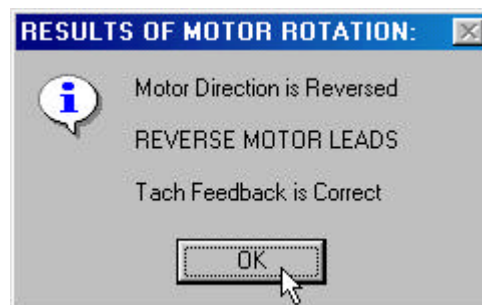 RESULTS OF MOTOR ROTATION:
Motor Direction is Reversed
REVERSE MOTOR LEADS
Tach Feedback is Correct
OK